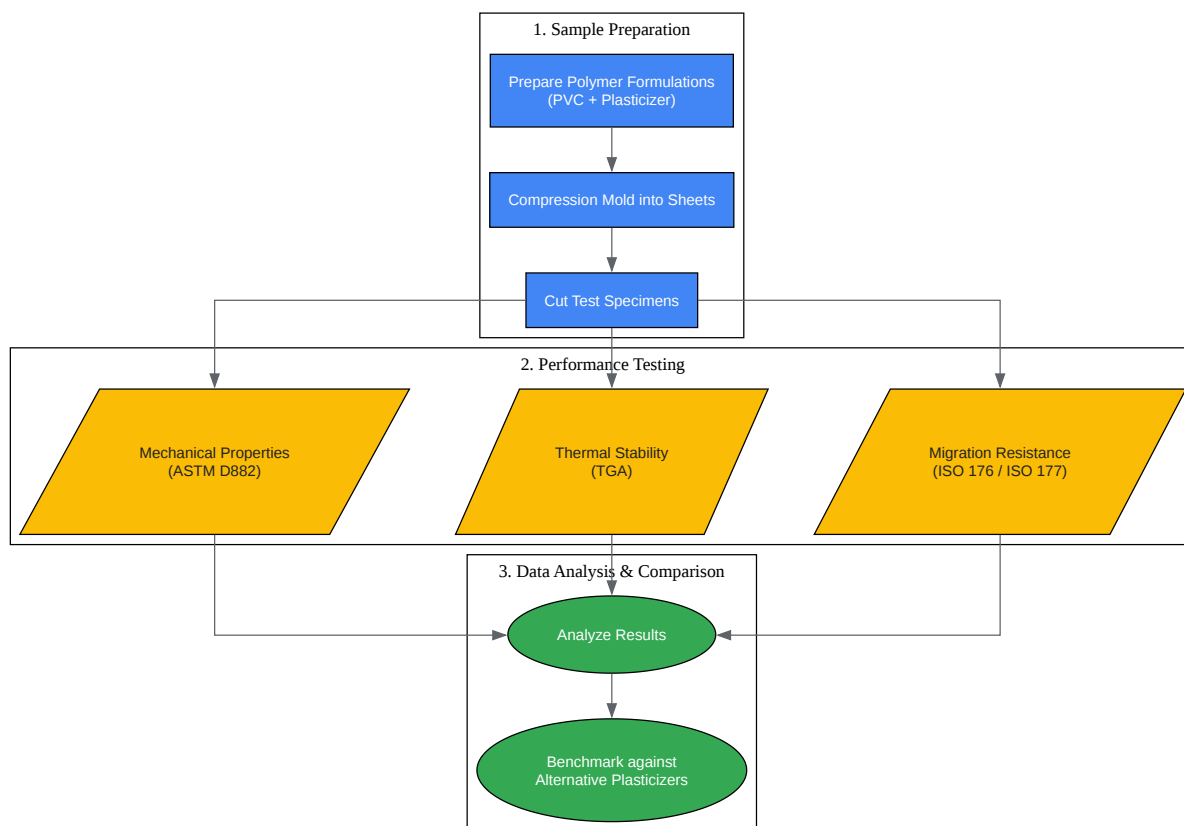 1. Sample Preparation
Prepare Polymer Formulations
(PVC + Plasticizer)
Compression Mold into Sheets
Cut Test Specimens
2. Performance Testing
Mechanical Properties
(ASTM D882)
Thermal Stability
(TGA)
Migration Resistance
(ISO 176 / ISO 177)
3. Data Analysis & Comparison
Analyze Results
Benchmark against
Alternative Plasticizers